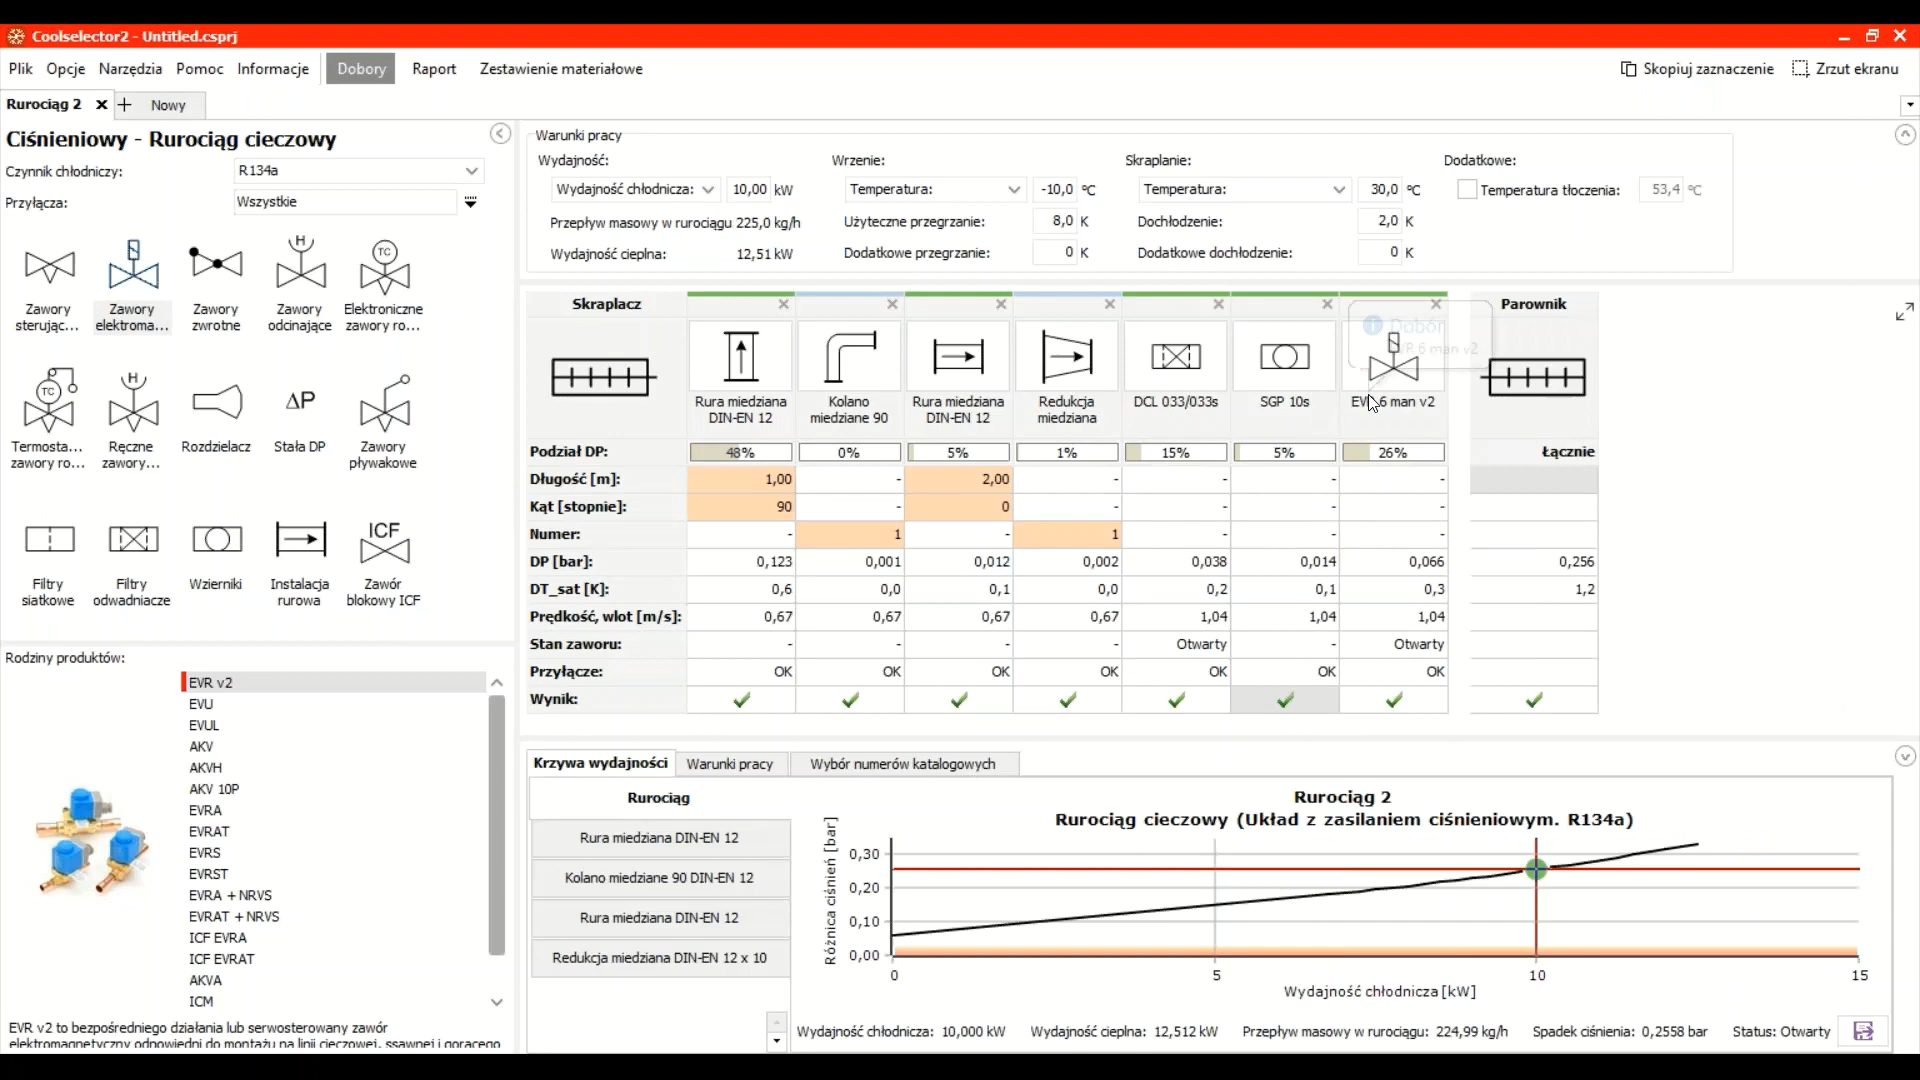 Coolselector2 - Untitled.csprj
Plik Opcje Narzędzia Pomoc Informacje Dobory Raport Zestawienie materiałowe Skopiuj zaznaczenie Zrzut ekranu
Rurociąg 2 Nowy
Ciśnieniowy - Rurociąg cieczowy
Czynnik chłodniczy: R134a
Przyłącza: Wszystkie
H
TC
Zawory sterując...
Zawory elektroma...
Zawory zwrotne
Zawory odcinające
Elektroniczne zawory ro...
TC
H
ΔP
Termosta... zawory ro...
Ręczne zawory...
Rozdzielacz
Stała DP
Zawory pływakowe
ICF
Filtry siatkowe
Filtry odwadniacze
Wzierniki
Instalacja rurowa
Zawór blokowy ICF
Rodziny produktów:
EVR v2
EVU
EVUL
AKV
AKVH
AKV 10P
EVRA
EVRAT
EVRS
EVRST
EVRA + NRVS
EVRAT + NRVS
ICF EVRA
ICF EVRAT
AKVA
ICM
EVR v2 to bezpośredniego działania lub serwosterowany zawór
elektromagnetyczny odpowiedni do montażu na linii cieczowej, ssawnej i gorącego
Warunki pracy
Wydajność: Wrzenie: Skraplanie: Dodatkowe:
Wydajność chłodnicza: 10,00 kW Temperatura: -10,0 °C Temperatura: 30,0 °C Temperatura tłoczenia: 53,4 °C
Przepływ masowy w rurociągu 225,0 kg/h Użyteczne przegrzanie: 8,0 K Dochłodzenie: 2,0 K
Wydajność cieplna: 12,51 kW Dodatkowe przegrzanie: 0 K Dodatkowe dochłodzenie: 0 K
Skraplacz Parownik
Dobór
6 man v2
Rura miedziana DIN-EN 12
Kolano miedziane 90
Rura miedziana DIN-EN 12
Redukcja miedziana
DCL 033/033s
SGP 10s
6 man v2
Podział DP: 48% 0% 5% 1% 15% 5% 26% Łącznie
Długość [m]: 1,00 - 2,00 - - - -
Kąt [stopnie]: 90 - 0 - - - -
Numer: - 1 - 1 - - -
DP [bar]: 0,123 0,001 0,012 0,002 0,038 0,014 0,066 0,256
DT_sat [K]: 0,6 0,0 0,1 0,0 0,2 0,1 0,3 1,2
Prędkość, wlot [m/s]: 0,67 0,67 0,67 0,67 1,04 1,04 1,04
Stan zaworu: - - - - Otwarty - Otwarty
Przyłącze: OK OK OK OK OK OK OK
Wynik:
Krzywa wydajności Warunki pracy Wybór numerów katalogowych
Rurociąg
Rura miedziana DIN-EN 12
Kolano miedziane 90 DIN-EN 12
Rura miedziana DIN-EN 12
Redukcja miedziana DIN-EN 12 x 10
Rurociąg 2
Rurociąg cieczowy (Układ z zasilaniem ciśnieniowym. R134a)
Różnica ciśnień [bar]
0,30
0,20
0,10
0,00
0 5 10 15
Wydajność chłodnicza [kW]
Wydajność chłodnicza: 10,000 kW Wydajność cieplna: 12,512 kW Przepływ masowy w rurociągu: 224,99 kg/h Spadek ciśnienia: 0,2558 bar Status: Otwarty